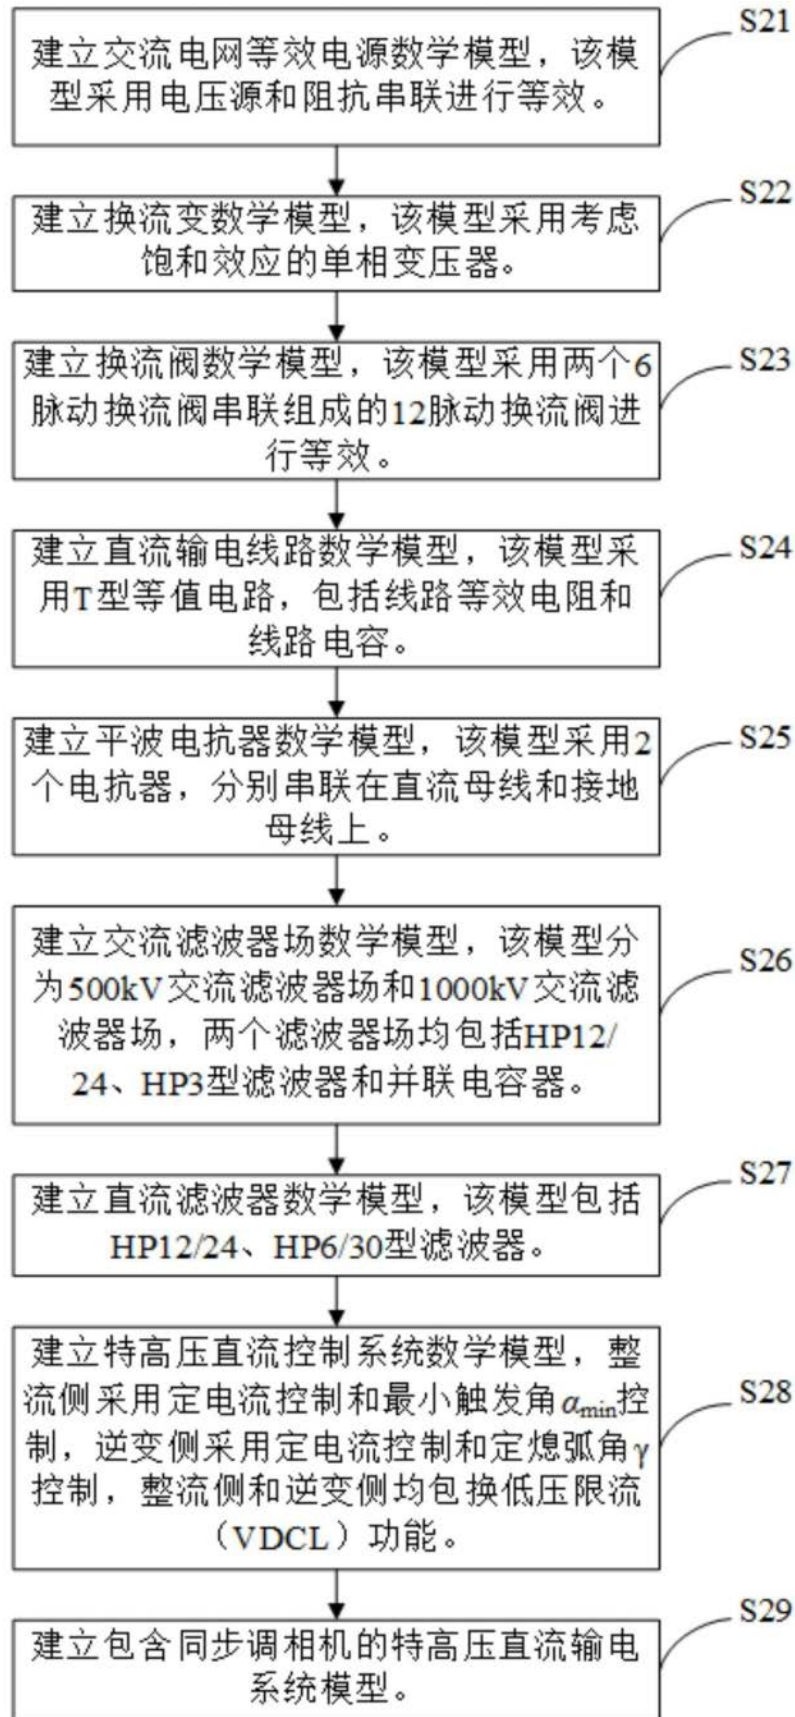 建立交流电网等效电源数学模型，该模
型采用电压源和阻抗串联进行等效。
S21
建立换流变数学模型，该模型采用考虑
饱和效应的单相变压器。
S22
建立换流阀数学模型，该模型采用两个6
脉动换流阀串联组成的12脉动换流阀进
行等效。
S23
建立直流输电线路数学模型，该模型采
用T型等值电路，包括线路等效电阻和
线路电容。
S24
建立平波电抗器数学模型，该模型采用2
个电抗器，分别串联在直流母线和接地
母线上。
S25
建立交流滤波器场数学模型，该模型分
为500kV交流滤波器场和1000kV交流滤
波器场，两个滤波器场均包括HP12/
24、HP3型滤波器和并联电容器。
S26
建立直流滤波器数学模型，该模型包括
HP12/24、HP6/30型滤波器。
S27
建立特高压直流控制系统数学模型，整
流侧采用定电流控制和最小触发角αmin控
制，逆变侧采用定电流控制和定熄弧角γ
控制，整流侧和逆变侧均包换低压限流
（VDCL）功能。
S28
建立包含同步调相机的特高压直流输电
系统模型。
S29